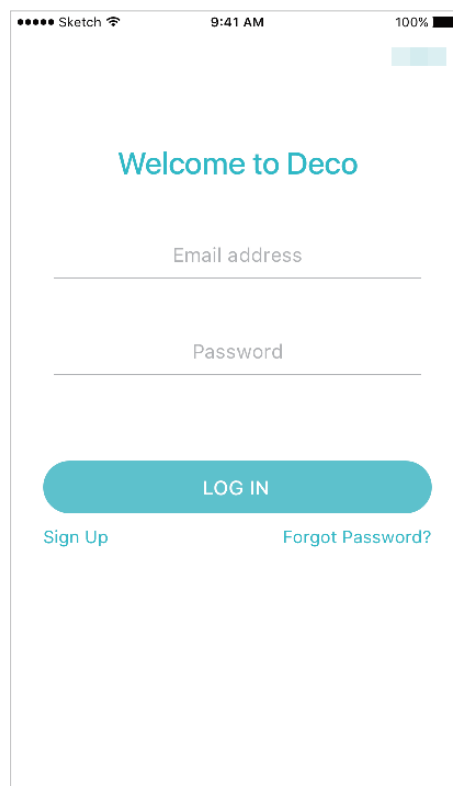 Sketch 9:41 AM 100%
Welcome to Deco
Email address
Password
LOG IN
Sign Up Forgot Password?